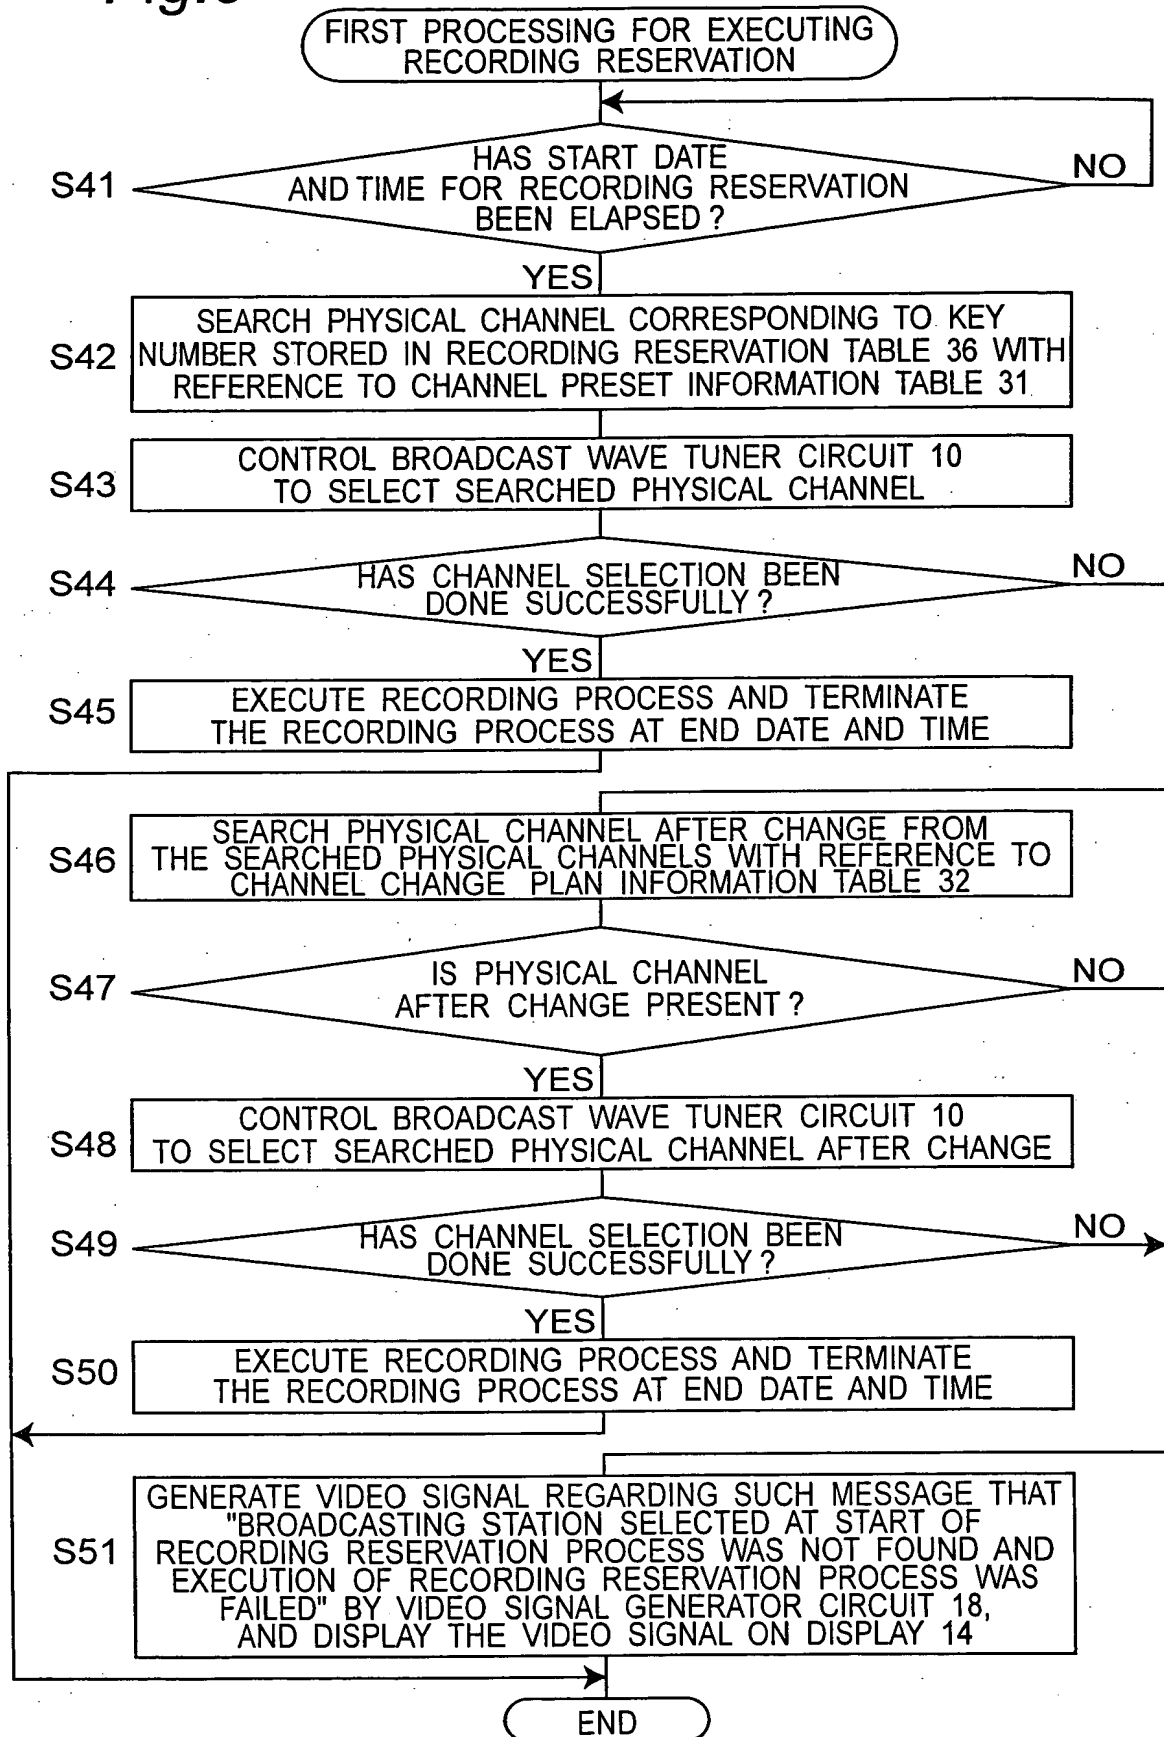 FIRST PROCESSING FOR EXECUTING
RECORDING RESERVATION
S41
HAS START DATE
AND TIME FOR RECORDING RESERVATION
BEEN ELAPSED ?
NO
YES
S42
SEARCH PHYSICAL CHANNEL CORRESPONDING TO KEY
NUMBER STORED IN RECORDING RESERVATION TABLE 36 WITH
REFERENCE TO CHANNEL PRESET INFORMATION TABLE 31
S43
CONTROL BROADCAST WAVE TUNER CIRCUIT 10
TO SELECT SEARCHED PHYSICAL CHANNEL
S44
HAS CHANNEL SELECTION BEEN
DONE SUCCESSFULLY ?
NO
YES
S45
EXECUTE RECORDING PROCESS AND TERMINATE
THE RECORDING PROCESS AT END DATE AND TIME
S46
SEARCH PHYSICAL CHANNEL AFTER CHANGE FROM
THE SEARCHED PHYSICAL CHANNELS WITH REFERENCE TO
CHANNEL CHANGE PLAN INFORMATION TABLE 32
S47
IS PHYSICAL CHANNEL
AFTER CHANGE PRESENT ?
NO
YES
S48
CONTROL BROADCAST WAVE TUNER CIRCUIT 10
TO SELECT SEARCHED PHYSICAL CHANNEL AFTER CHANGE
S49
HAS CHANNEL SELECTION BEEN
DONE SUCCESSFULLY ?
NO
YES
S50
EXECUTE RECORDING PROCESS AND TERMINATE
THE RECORDING PROCESS AT END DATE AND TIME
S51
GENERATE VIDEO SIGNAL REGARDING SUCH MESSAGE THAT
"BROADCASTING STATION SELECTED AT START OF
RECORDING RESERVATION PROCESS WAS NOT FOUND AND
EXECUTION OF RECORDING RESERVATION PROCESS WAS
FAILED" BY VIDEO SIGNAL GENERATOR CIRCUIT 18,
AND DISPLAY THE VIDEO SIGNAL ON DISPLAY 14
END